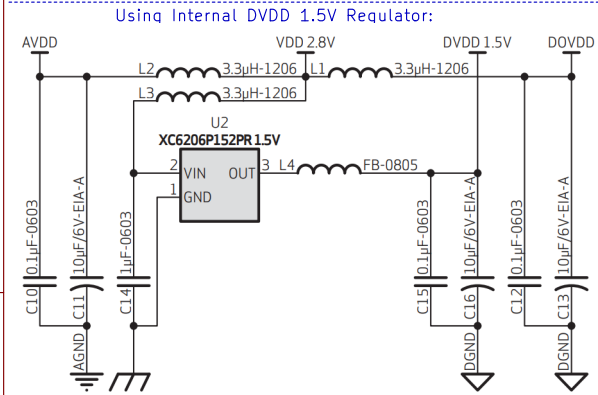 Using Internal DVDD 1.5V Regulator:
AVDD
VDD 2.8V
DVDD 1.5V
DOVDD
L2
3.3µH-1206
L1
3.3µH-1206
L3
3.3µH-1206
U2
XC6206P152PR 1.5V
2
VIN
OUT
3
L4
FB-0805
1
GND
C10
0.1µF-0603
C11
10µF/6V-EIA-A
C14
1µF-0603
C15
0.1µF-0603
C16
10µF/6V-EIA-A
C12
0.1µF-0603
C13
10µF/6V-EIA-A
AGND
DGND
DGND